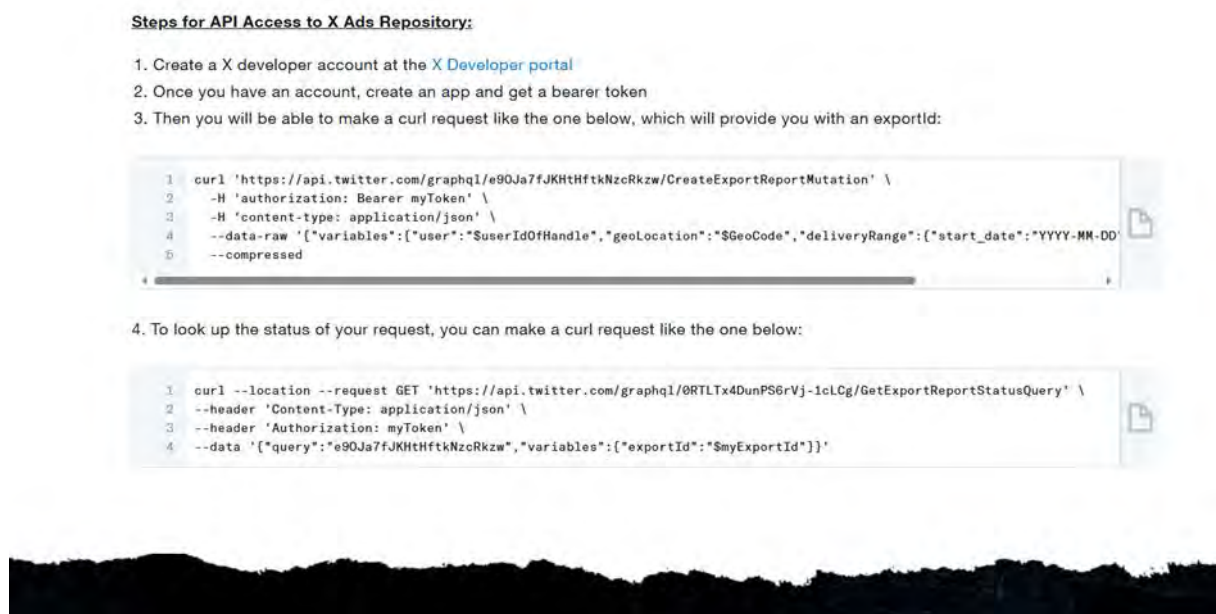 Steps for API Access to X Ads Repository:
1. Create a X developer account at the X Developer portal
2. Once you have an account, create an app and get a bearer token
3. Then you will be able to make a curl request like the one below, which will provide you with an exportId:
1 curl 'https://api.twitter.com/graphql/e9OJa7fJKHtHftkNzcRkzw/CreateExportReportMutation' \
2 -H 'authorization: Bearer myToken' \
3 -H 'content-type: application/json' \
4 --data-raw '{"variables":["user":"$userIdOfHandle","geoLocation":"$GeoCode","deliveryRange":{"start_date":"YYYY-MM-DD"
5 --compressed
4. To look up the status of your request, you can make a curl request like the one below:
1 curl --location --request GET 'https://api.twitter.com/graphql/0RTLTx4DunPS6rVj-1cLCg/GetExportReportStatusQuery' \
2 --header 'Content-Type: application/json' \
3 --header 'Authorization: myToken' \
4 --data '{"query":"e9OJa7fJKHtHftkNzcRkzw","variables":{"exportId":"$myExportId"]}'